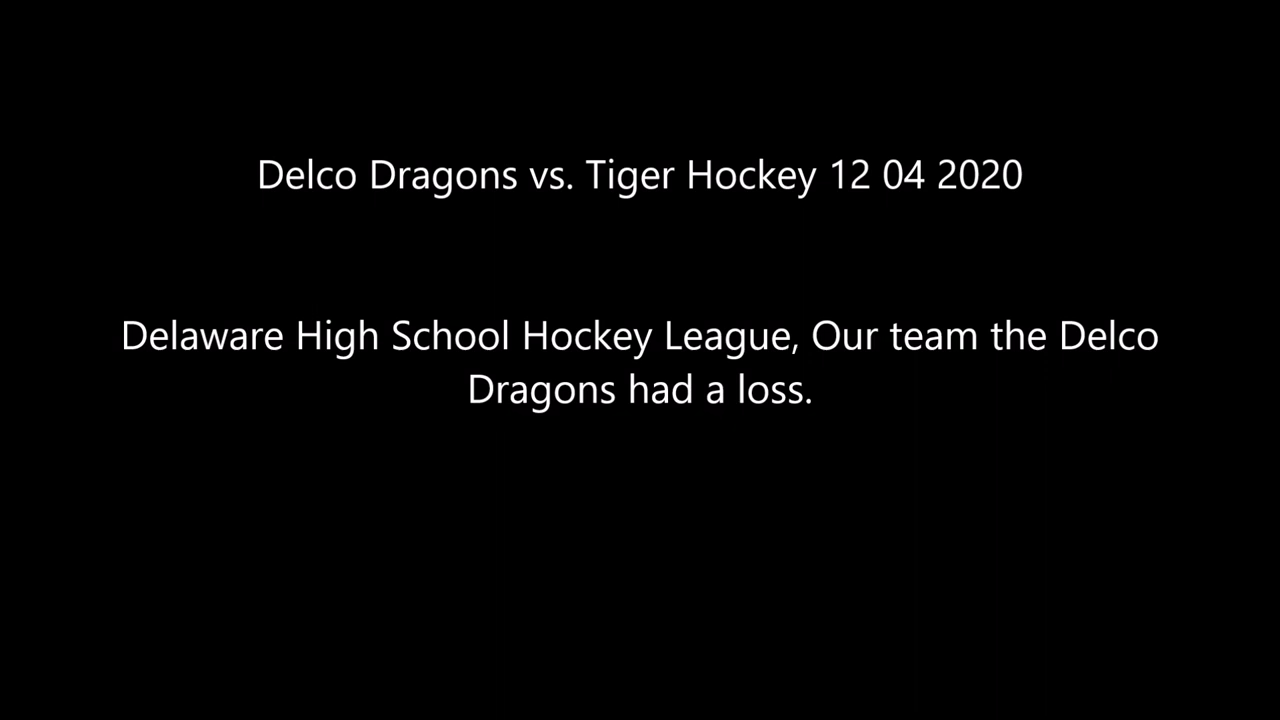 Delco Dragons vs. Tiger Hockey 12 04 2020
Delaware High School Hockey League, Our team the Delco
Dragons had a loss.